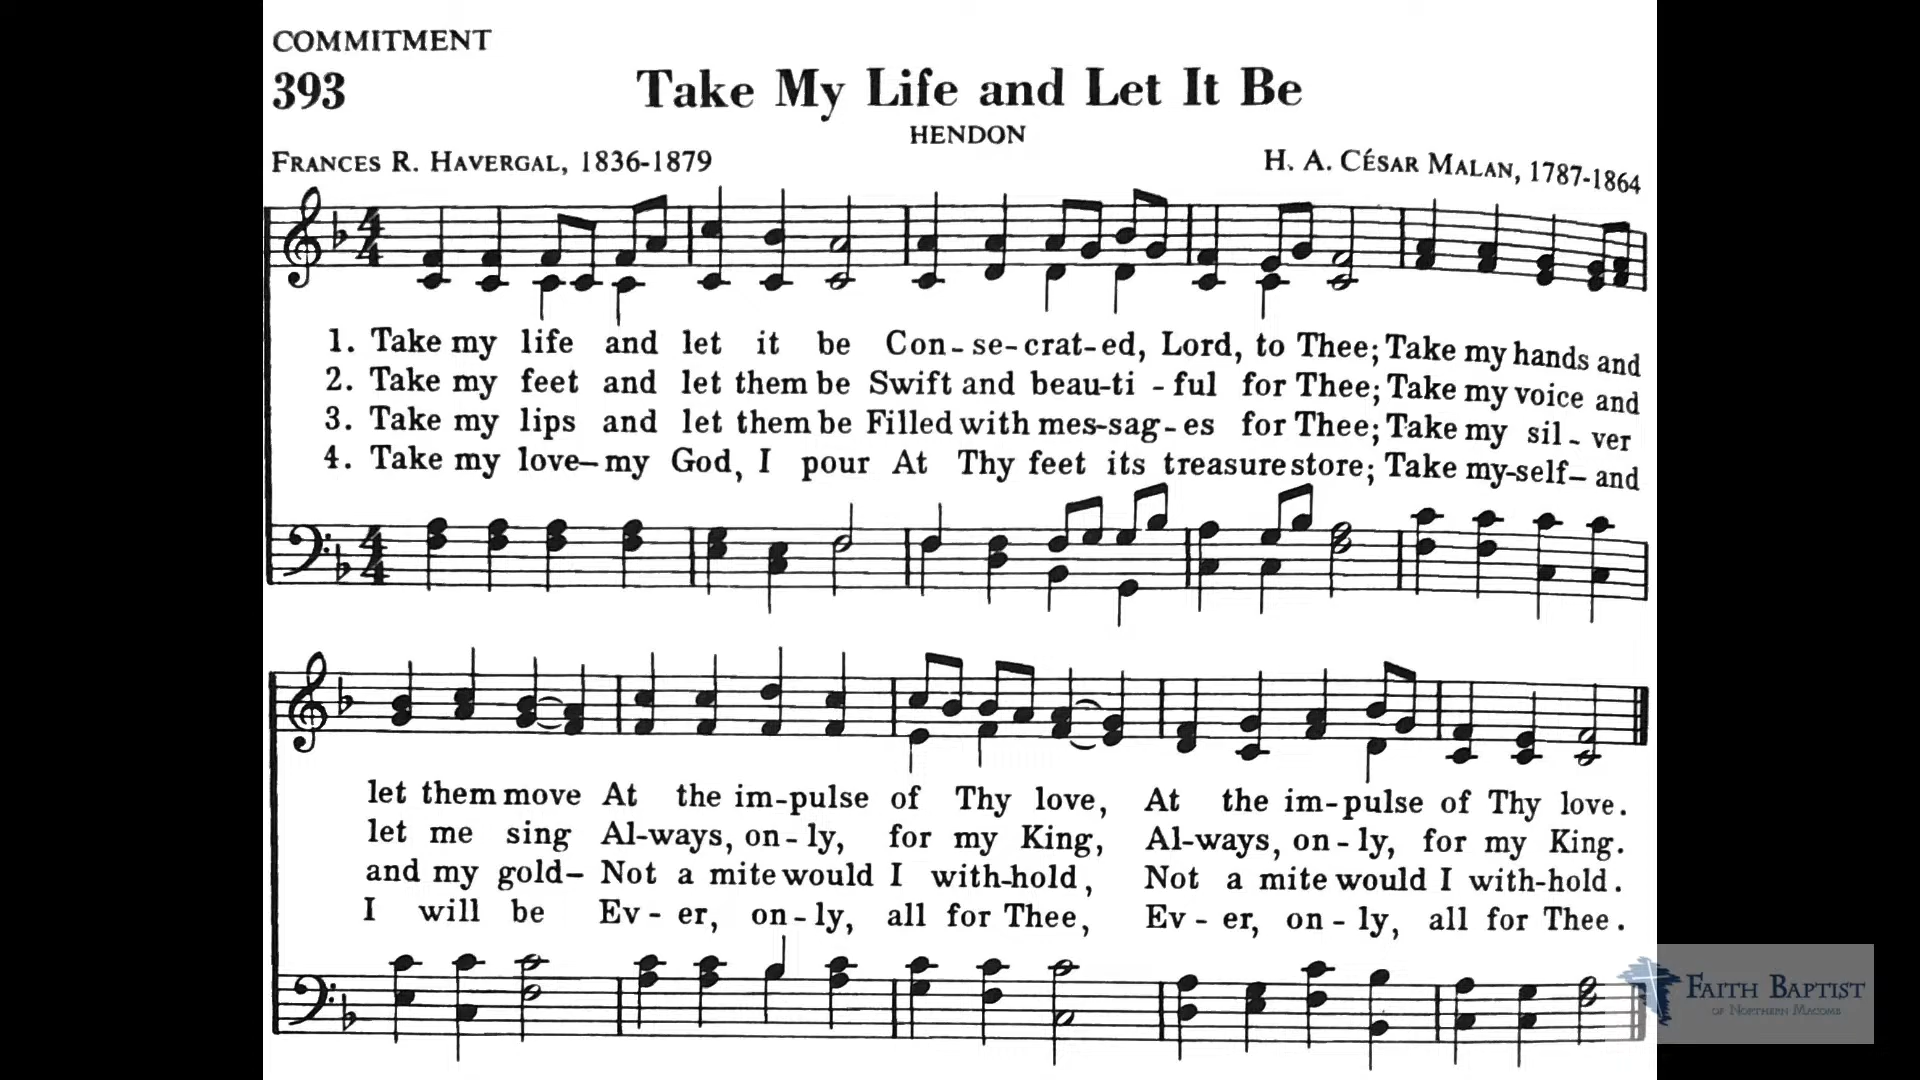 COMMITMENT
393
Take My Life and Let It Be
HENDON
FRANCES R. HAVERGAL, 1836-1879
H. A. CÉSAR MALAN, 1787-1864
4
4
1. Take my life and let it be Con-se-crat-ed, Lord, to Thee; Take my hands and
2. Take my feet and let them be Swift and beau-ti-ful for Thee; Take my voice and
3. Take my lips and let them be Filled with mes-sag-es for Thee; Take my sil-ver
4. Take my love—my God, I pour At Thy feet its treasure store; Take my-self—and
4
4
let them move At the im-pulse of Thy love, At the im-pulse of Thy love.
let me sing Al-ways, on-ly, for my King, Al-ways, on-ly, for my King.
and my gold— Not a mite would I with-hold, Not a mite would I with-hold.
I will be Ev-er, on-ly, all for Thee, Ev-er, on-ly, all for Thee.
FAITH BAPTIST
OF NORTHERN MACOMB